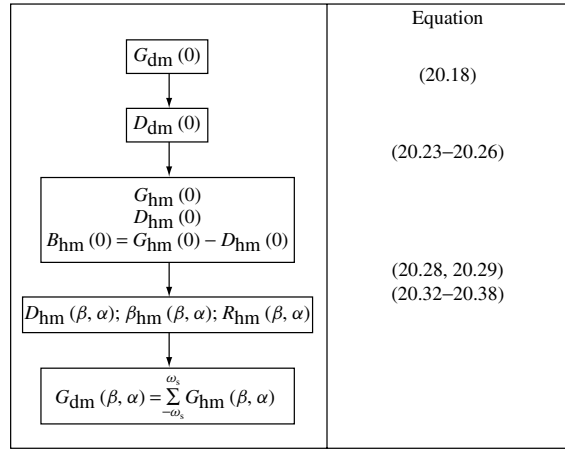 Equation
G_dm (0)
(20.18)
D_dm (0)
(20.23–20.26)
G_hm (0)
D_hm (0)
B_hm (0) = G_hm (0) – D_hm (0)
(20.28, 20.29)
(20.32–20.38)
D_hm (β, α); β_hm (β, α); R_hm (β, α)
G_dm (β, α) = ω_s Σ –ω_s G_hm (β, α)